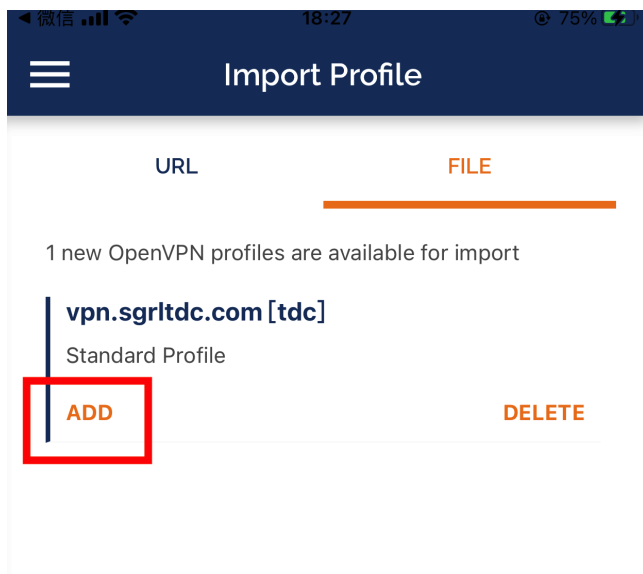 ◀ 微信 18:27 75%
Import Profile
URL FILE
1 new OpenVPN profiles are available for import
vpn.sgrltdc.com [tdc]
Standard Profile
ADD DELETE